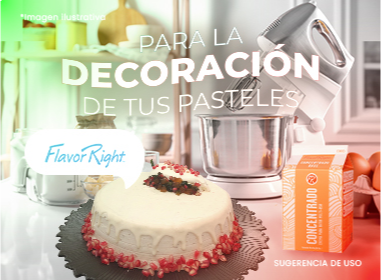 *Imagen ilustrativa.
PARA LA
DECORACIÓN
DE TUS PASTELES
FlavorRight
CONCENTRADO
SUGERENCIA DE USO